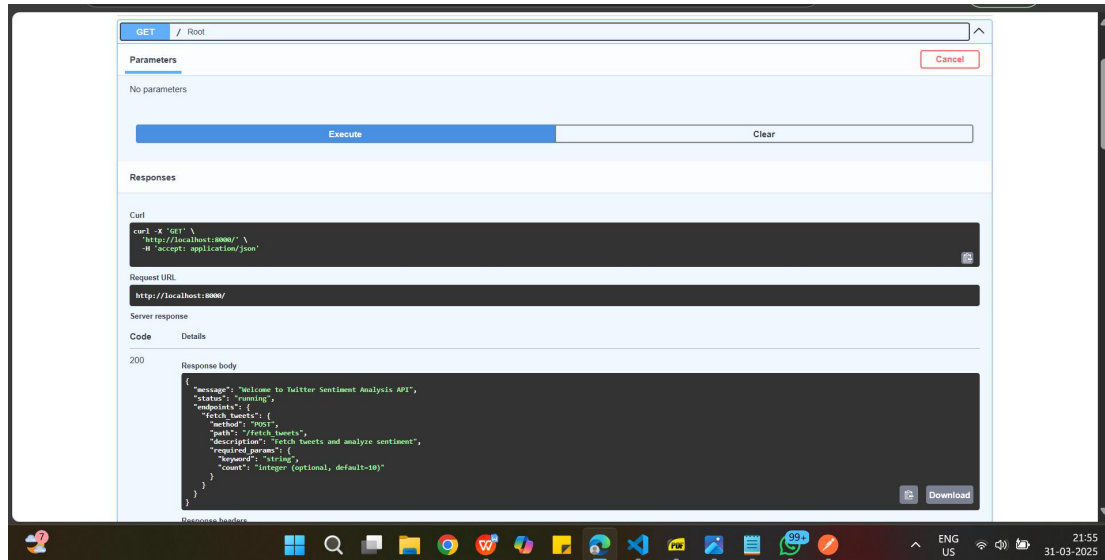 GET / Root
Parameters
Cancel
No parameters
Execute
Clear
Responses
Curl
curl -X 'GET' \
'http://localhost:8000/' \
-H 'accept: application/json'
Request URL
http://localhost:8000/
Server response
Code Details
200
Response body
{
"message": "Welcome to Twitter Sentiment Analysis API",
"status": "running",
"endpoints": {
"fetch_tweets": {
"method": "POST",
"path": "/fetch_tweets",
"description": "Fetch tweets and analyze sentiment",
"required_params": {
"keyword": "string",
"count": "integer (optional, default=10)"
}
}
}
}
Download
Response headers
7
PDF
99+
ENG
US
21:55
31-03-2025